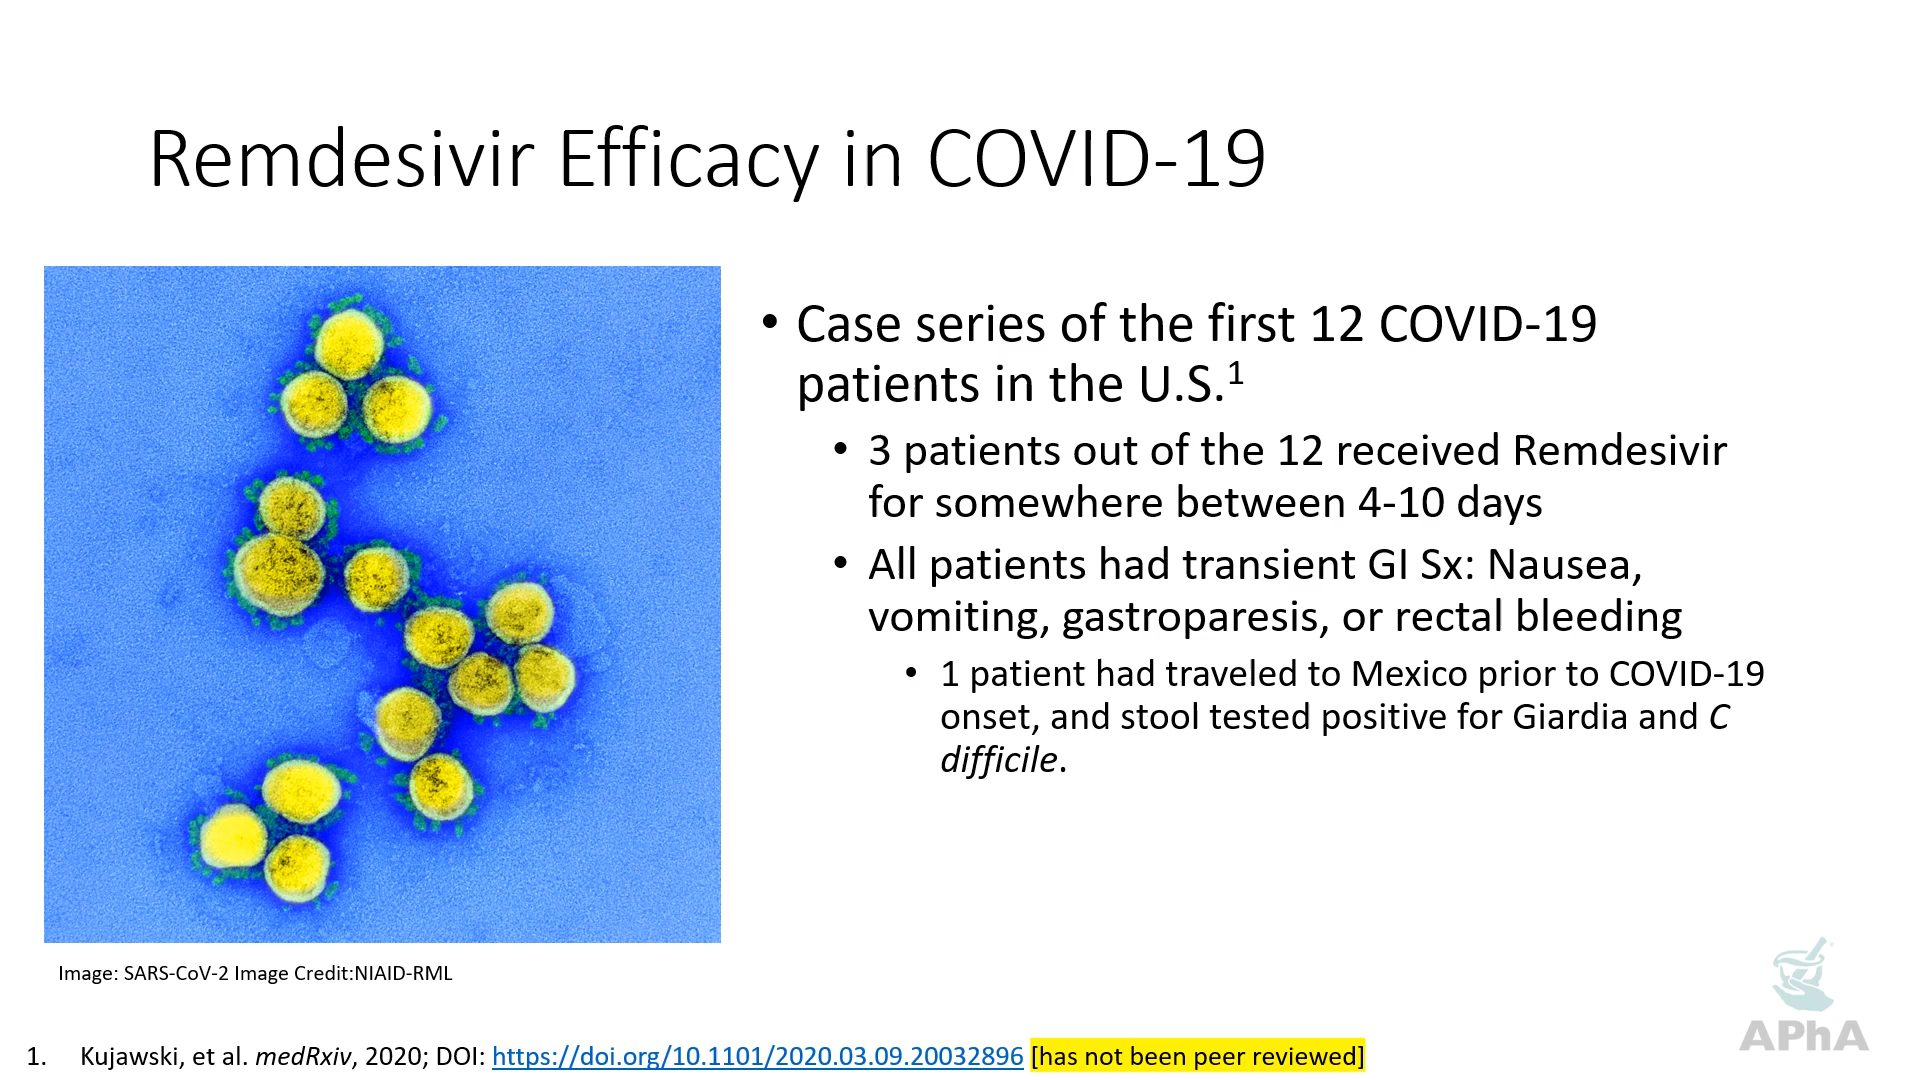 Remdesivir Efficacy in COVID-19
• Case series of the first 12 COVID-19
patients in the U.S.¹
• 3 patients out of the 12 received Remdesivir
for somewhere between 4-10 days
• All patients had transient GI Sx: Nausea,
vomiting, gastroparesis, or rectal bleeding
• 1 patient had traveled to Mexico prior to COVID-19
onset, and stool tested positive for Giardia and C
difficile.
Image: SARS-CoV-2 Image Credit:NIAID-RML
APhA
1. Kujawski, et al. medRxiv, 2020; DOI: https://doi.org/10.1101/2020.03.09.20032896 [has not been peer reviewed]